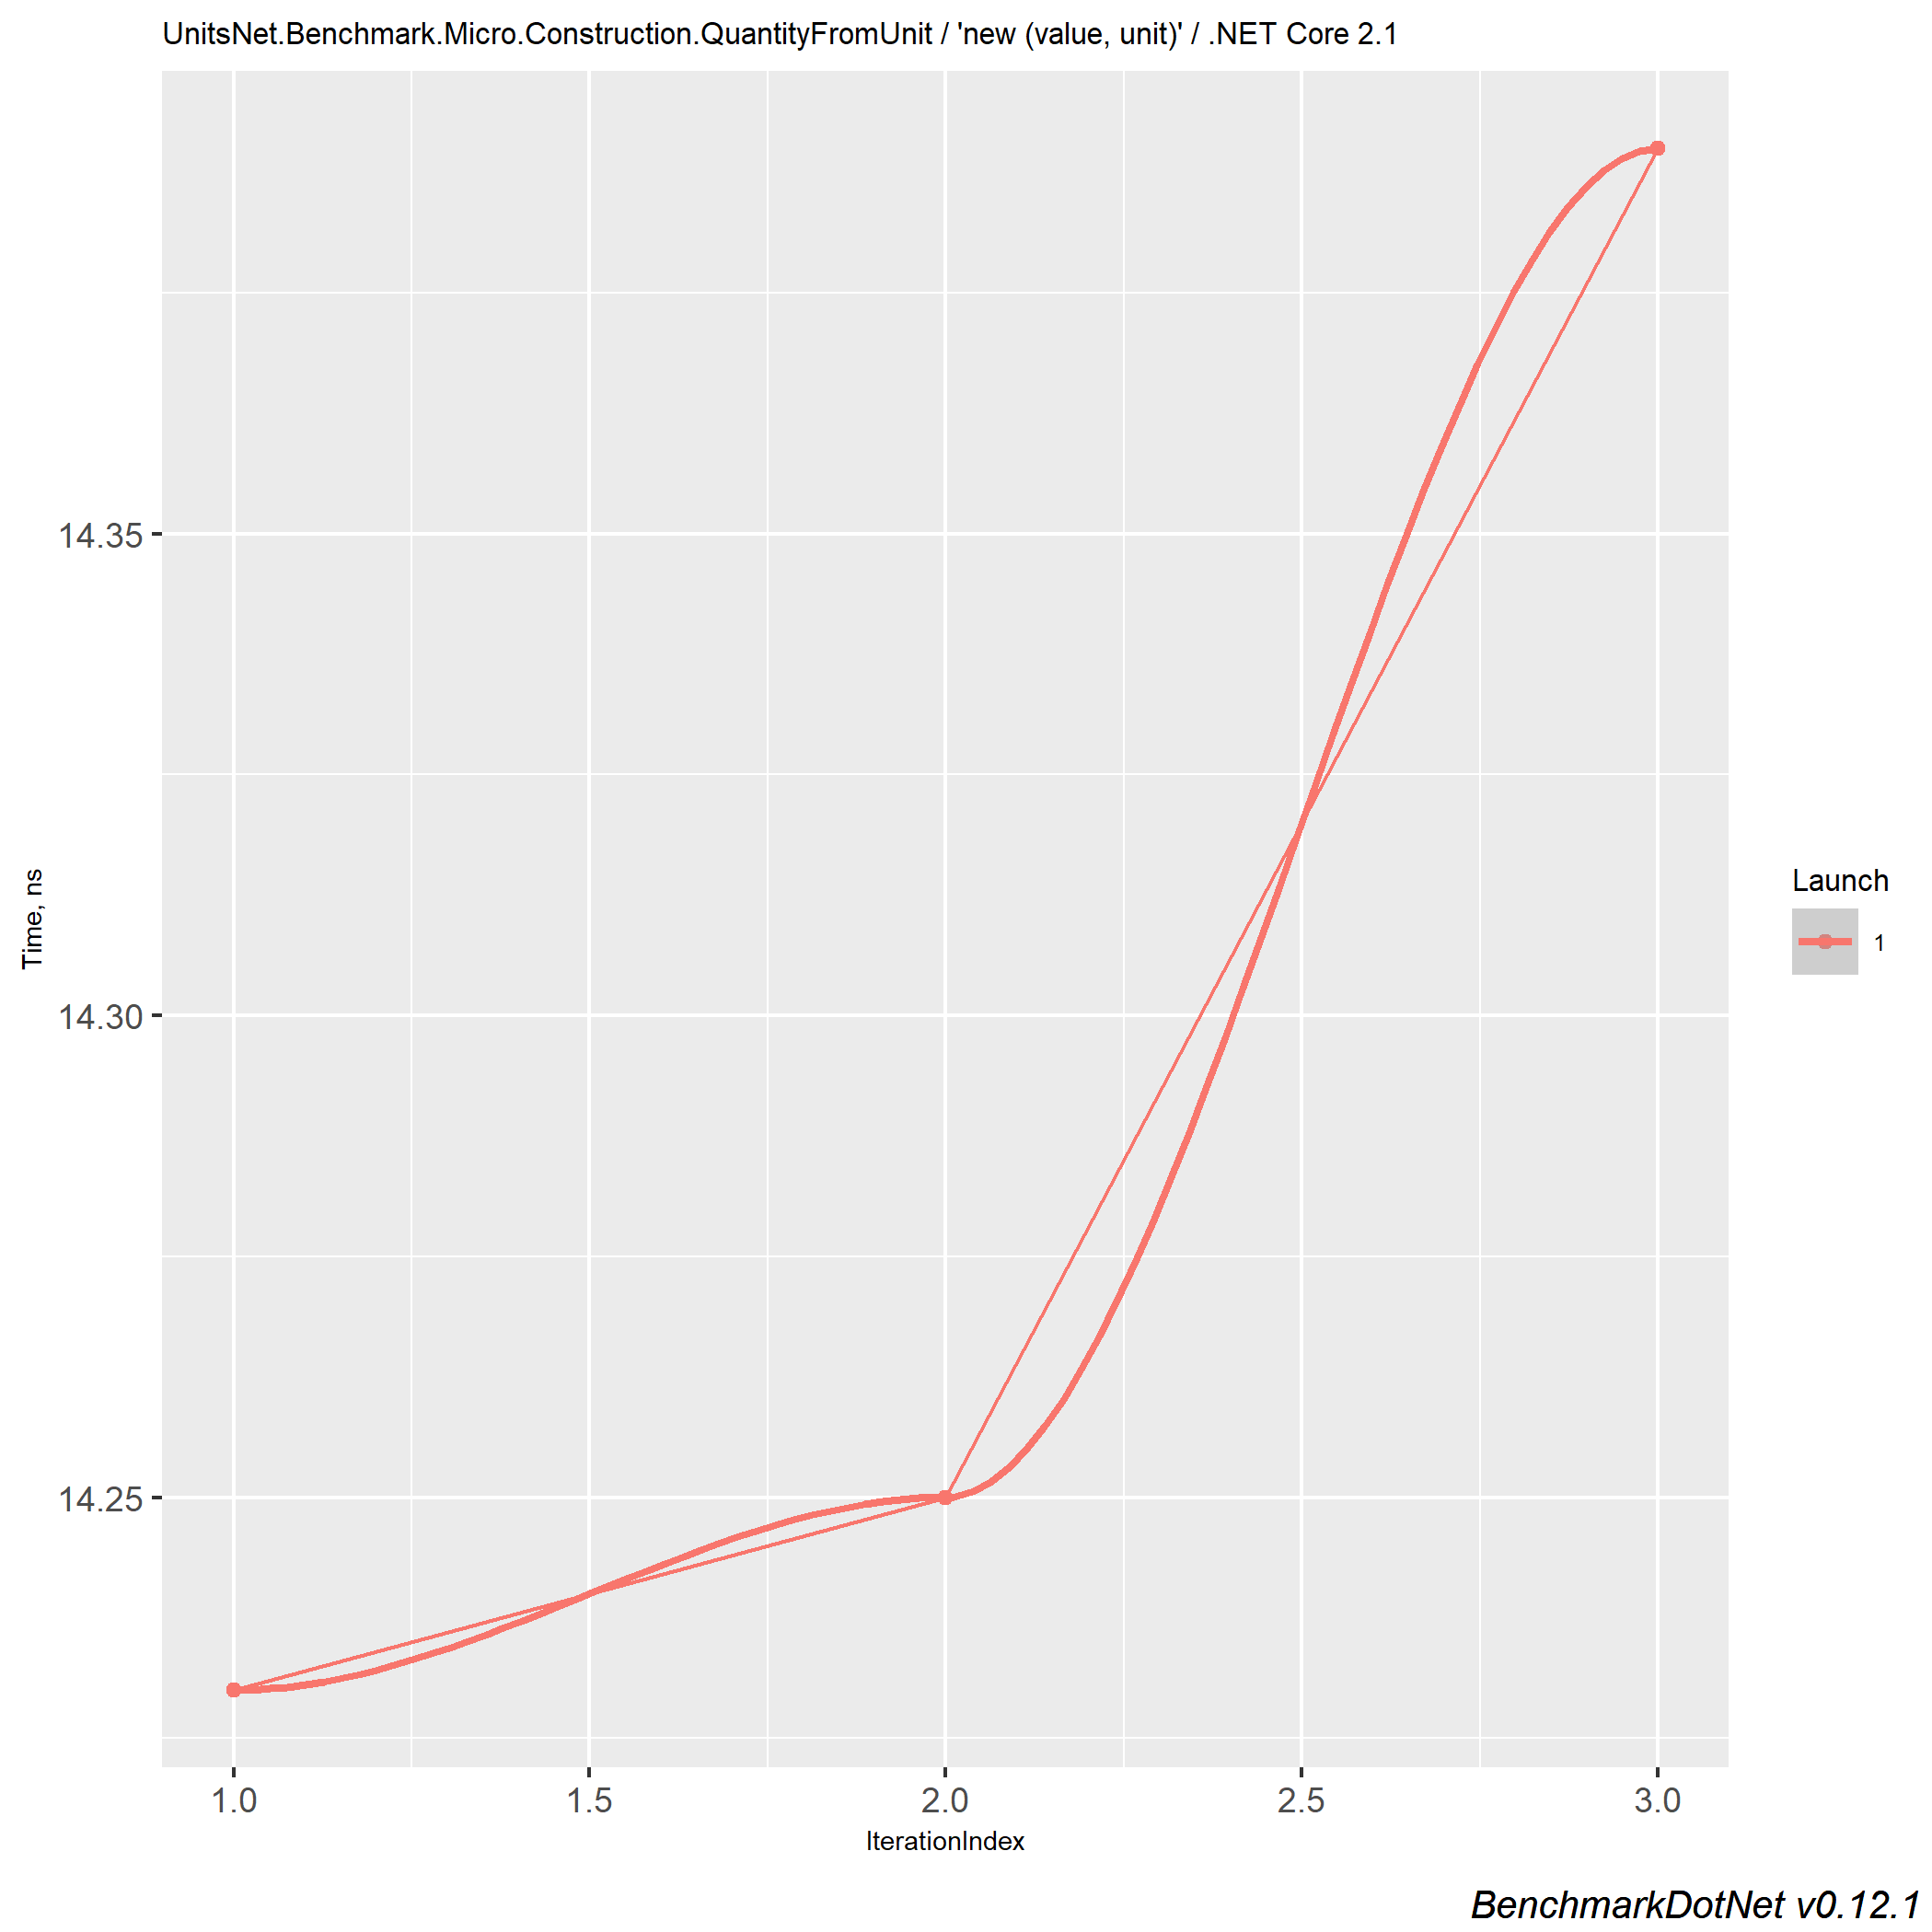 UnitsNet.Benchmark.Micro.Construction.QuantityFromUnit / 'new (value, unit)' / .NET Core 2.1
14.35
14.30
14.25
Time, ns
1.0 1.5 2.0 2.5 3.0
IterationIndex
Launch
1
BenchmarkDotNet v0.12.1